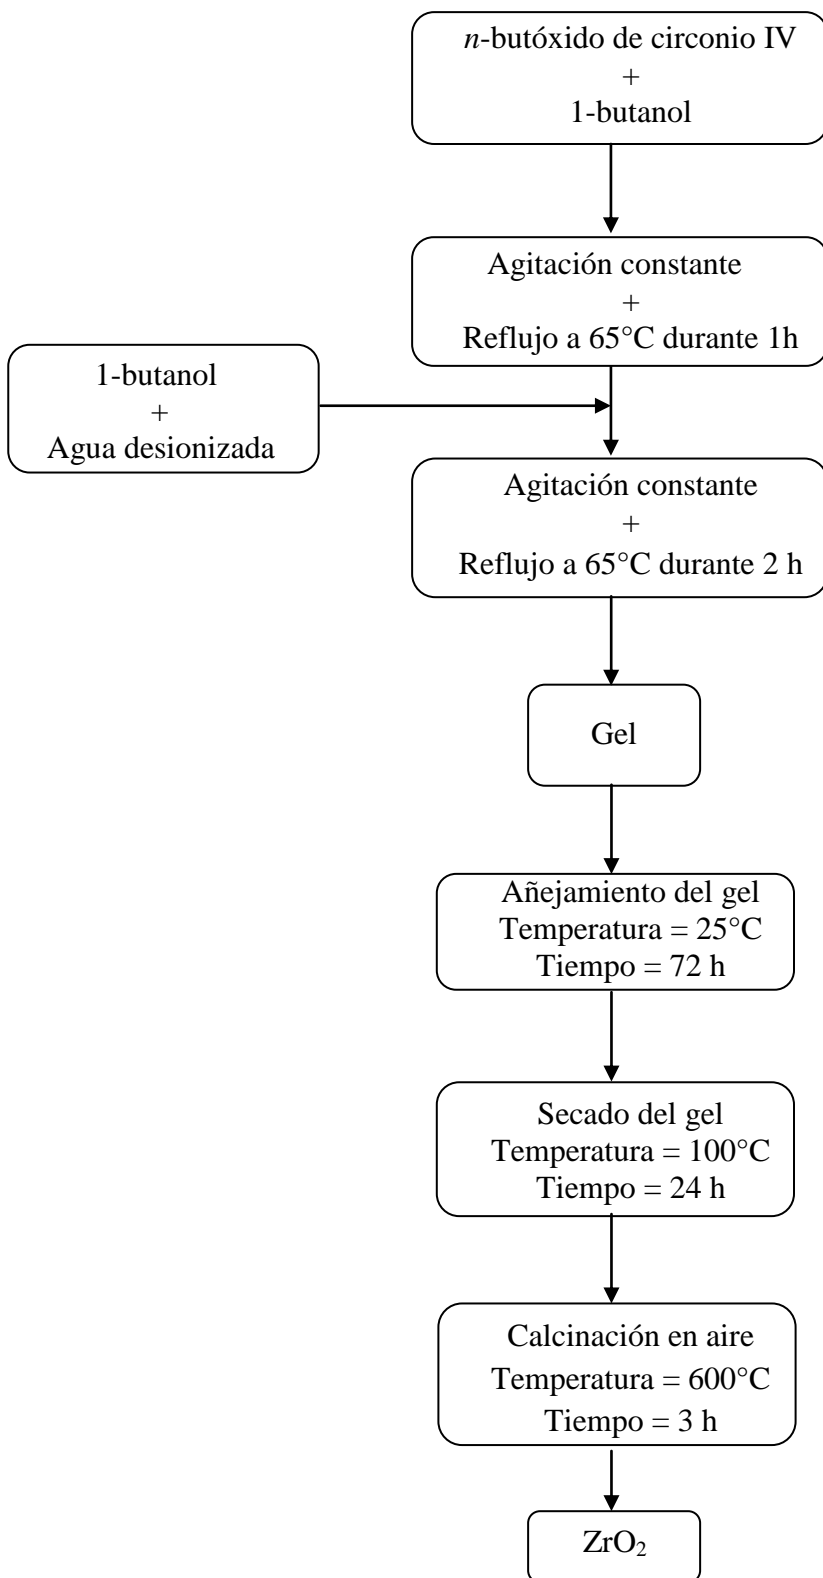 n-butóxido de circonio IV
+
1-butanol
Agitación constante
+
Reflujo a 65°C durante 1h
1-butanol
+
Agua desionizada
Agitación constante
+
Reflujo a 65°C durante 2 h
Gel
Añejamiento del gel
Temperatura = 25°C
Tiempo = 72 h
Secado del gel
Temperatura = 100°C
Tiempo = 24 h
Calcinación en aire
Temperatura = 600°C
Tiempo = 3 h
ZrO₂